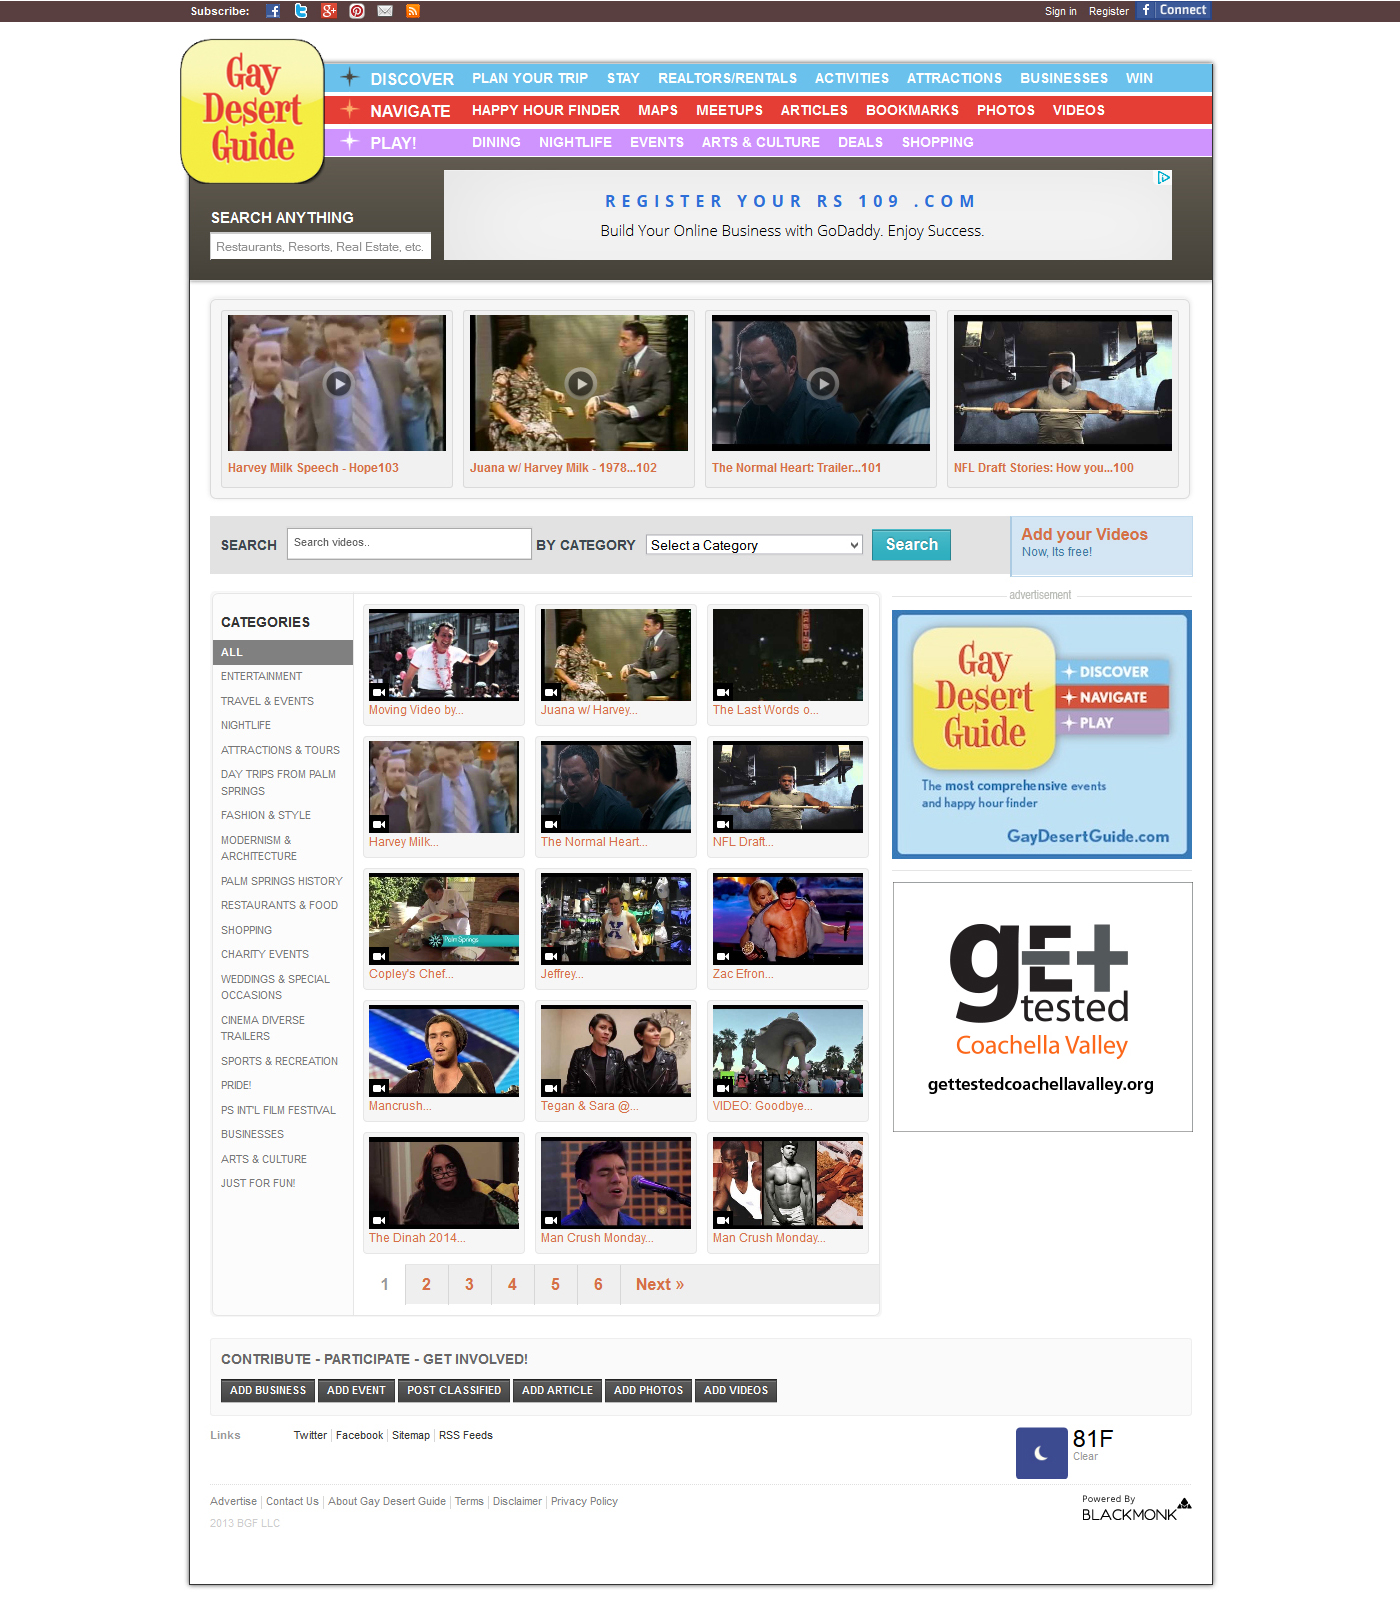 Subscribe:
Sign in Register Connect
Gay
Desert
Guide
DISCOVER PLAN YOUR TRIP STAY REALTORS/RENTALS ACTIVITIES ATTRACTIONS BUSINESSES WIN
NAVIGATE HAPPY HOUR FINDER MAPS MEETUPS ARTICLES BOOKMARKS PHOTOS VIDEOS
PLAY! DINING NIGHTLIFE EVENTS ARTS & CULTURE DEALS SHOPPING
SEARCH ANYTHING
Restaurants, Resorts, Real Estate, etc.
REGISTER YOUR RS 109 .COM
Build Your Online Business with GoDaddy. Enjoy Success.
Harvey Milk Speech - Hope103
Juana w/ Harvey Milk - 1978...102
The Normal Heart: Trailer...101
NFL Draft Stories: How you...100
SEARCH Search videos.. BY CATEGORY Select a Category Search
Add your Videos
Now, Its free!
CATEGORIES
ALL
ENTERTAINMENT
TRAVEL & EVENTS
NIGHTLIFE
ATTRACTIONS & TOURS
DAY TRIPS FROM PALM
SPRINGS
FASHION & STYLE
MODERNISM &
ARCHITECTURE
PALM SPRINGS HISTORY
RESTAURANTS & FOOD
SHOPPING
CHARITY EVENTS
WEDDINGS & SPECIAL
OCCASIONS
CINEMA DIVERSE
TRAILERS
SPORTS & RECREATION
PRIDE!
PS INT'L FILM FESTIVAL
BUSINESSES
ARTS & CULTURE
JUST FOR FUN!
Moving Video by...
Juana w/ Harvey...
The Last Words o...
Harvey Milk...
The Normal Heart...
NFL Draft...
Palm Springs
Copley's Chef...
Jeffrey...
Zac Efron...
Mancrush...
Tegan & Sara @...
RUPTLY
VIDEO: Goodbye...
The Dinah 2014...
Man Crush Monday...
Man Crush Monday...
1 2 3 4 5 6 Next »
advertisement
Gay
Desert
Guide
DISCOVER
NAVIGATE
PLAY
The most comprehensive events
and happy hour finder
GayDesertGuide.com
gET
tested
Coachella Valley
gettestedcoachellavalley.org
CONTRIBUTE - PARTICIPATE - GET INVOLVED!
ADD BUSINESS ADD EVENT POST CLASSIFIED ADD ARTICLE ADD PHOTOS ADD VIDEOS
Links Twitter Facebook Sitemap RSS Feeds
81F
Clear
Advertise Contact Us About Gay Desert Guide Terms Disclaimer Privacy Policy
2013 BGF LLC
Powered By
BLACKMONK